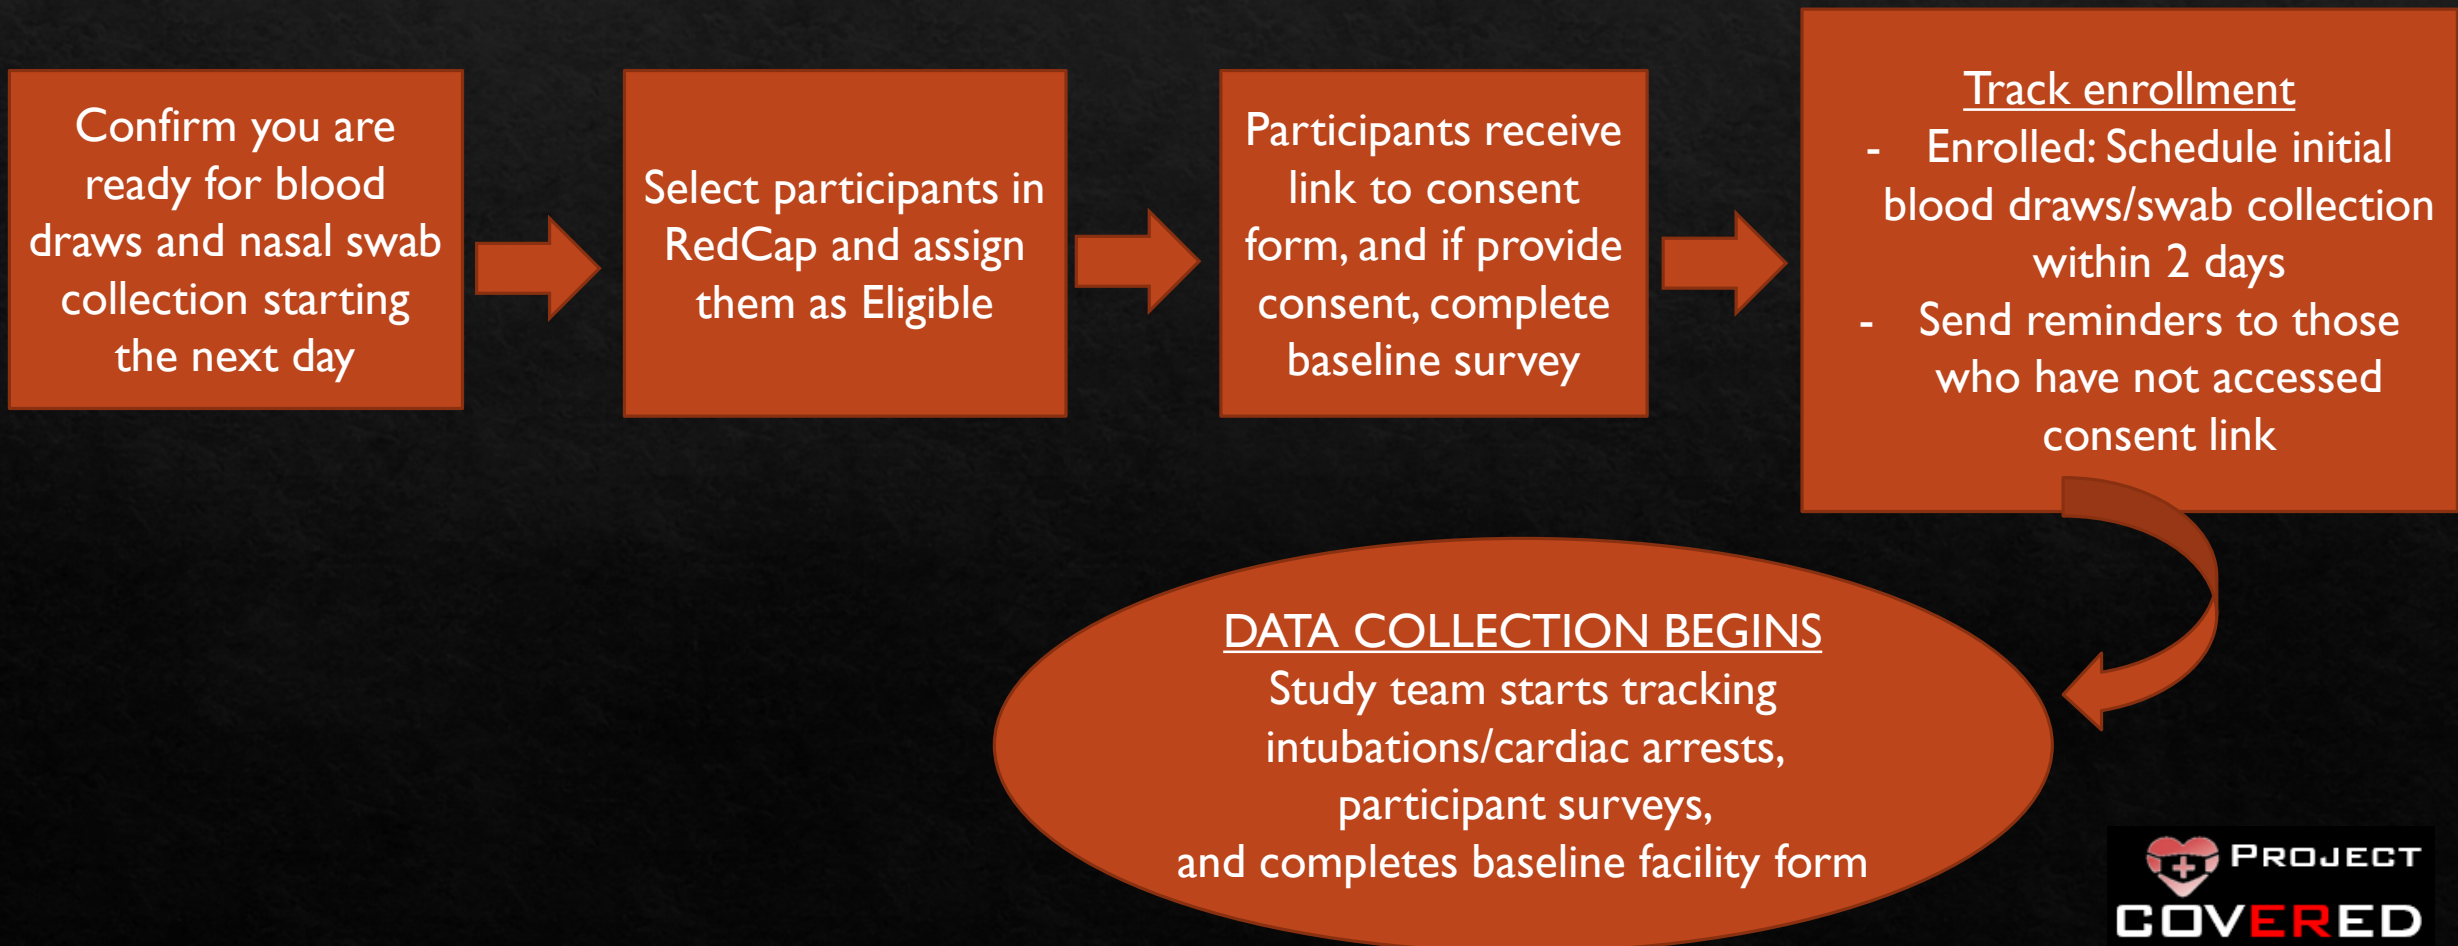 Confirm you are
ready for blood
draws and nasal swab
collection starting
the next day
Select participants in
RedCap and assign
them as Eligible
Participants receive
link to consent
form, and if provide
consent, complete
baseline survey
Track enrollment
- Enrolled: Schedule initial
blood draws/swab collection
within 2 days
- Send reminders to those
who have not accessed
consent link
DATA COLLECTION BEGINS
Study team starts tracking
intubations/cardiac arrests,
participant surveys,
and completes baseline facility form
PROJECT
COVERED